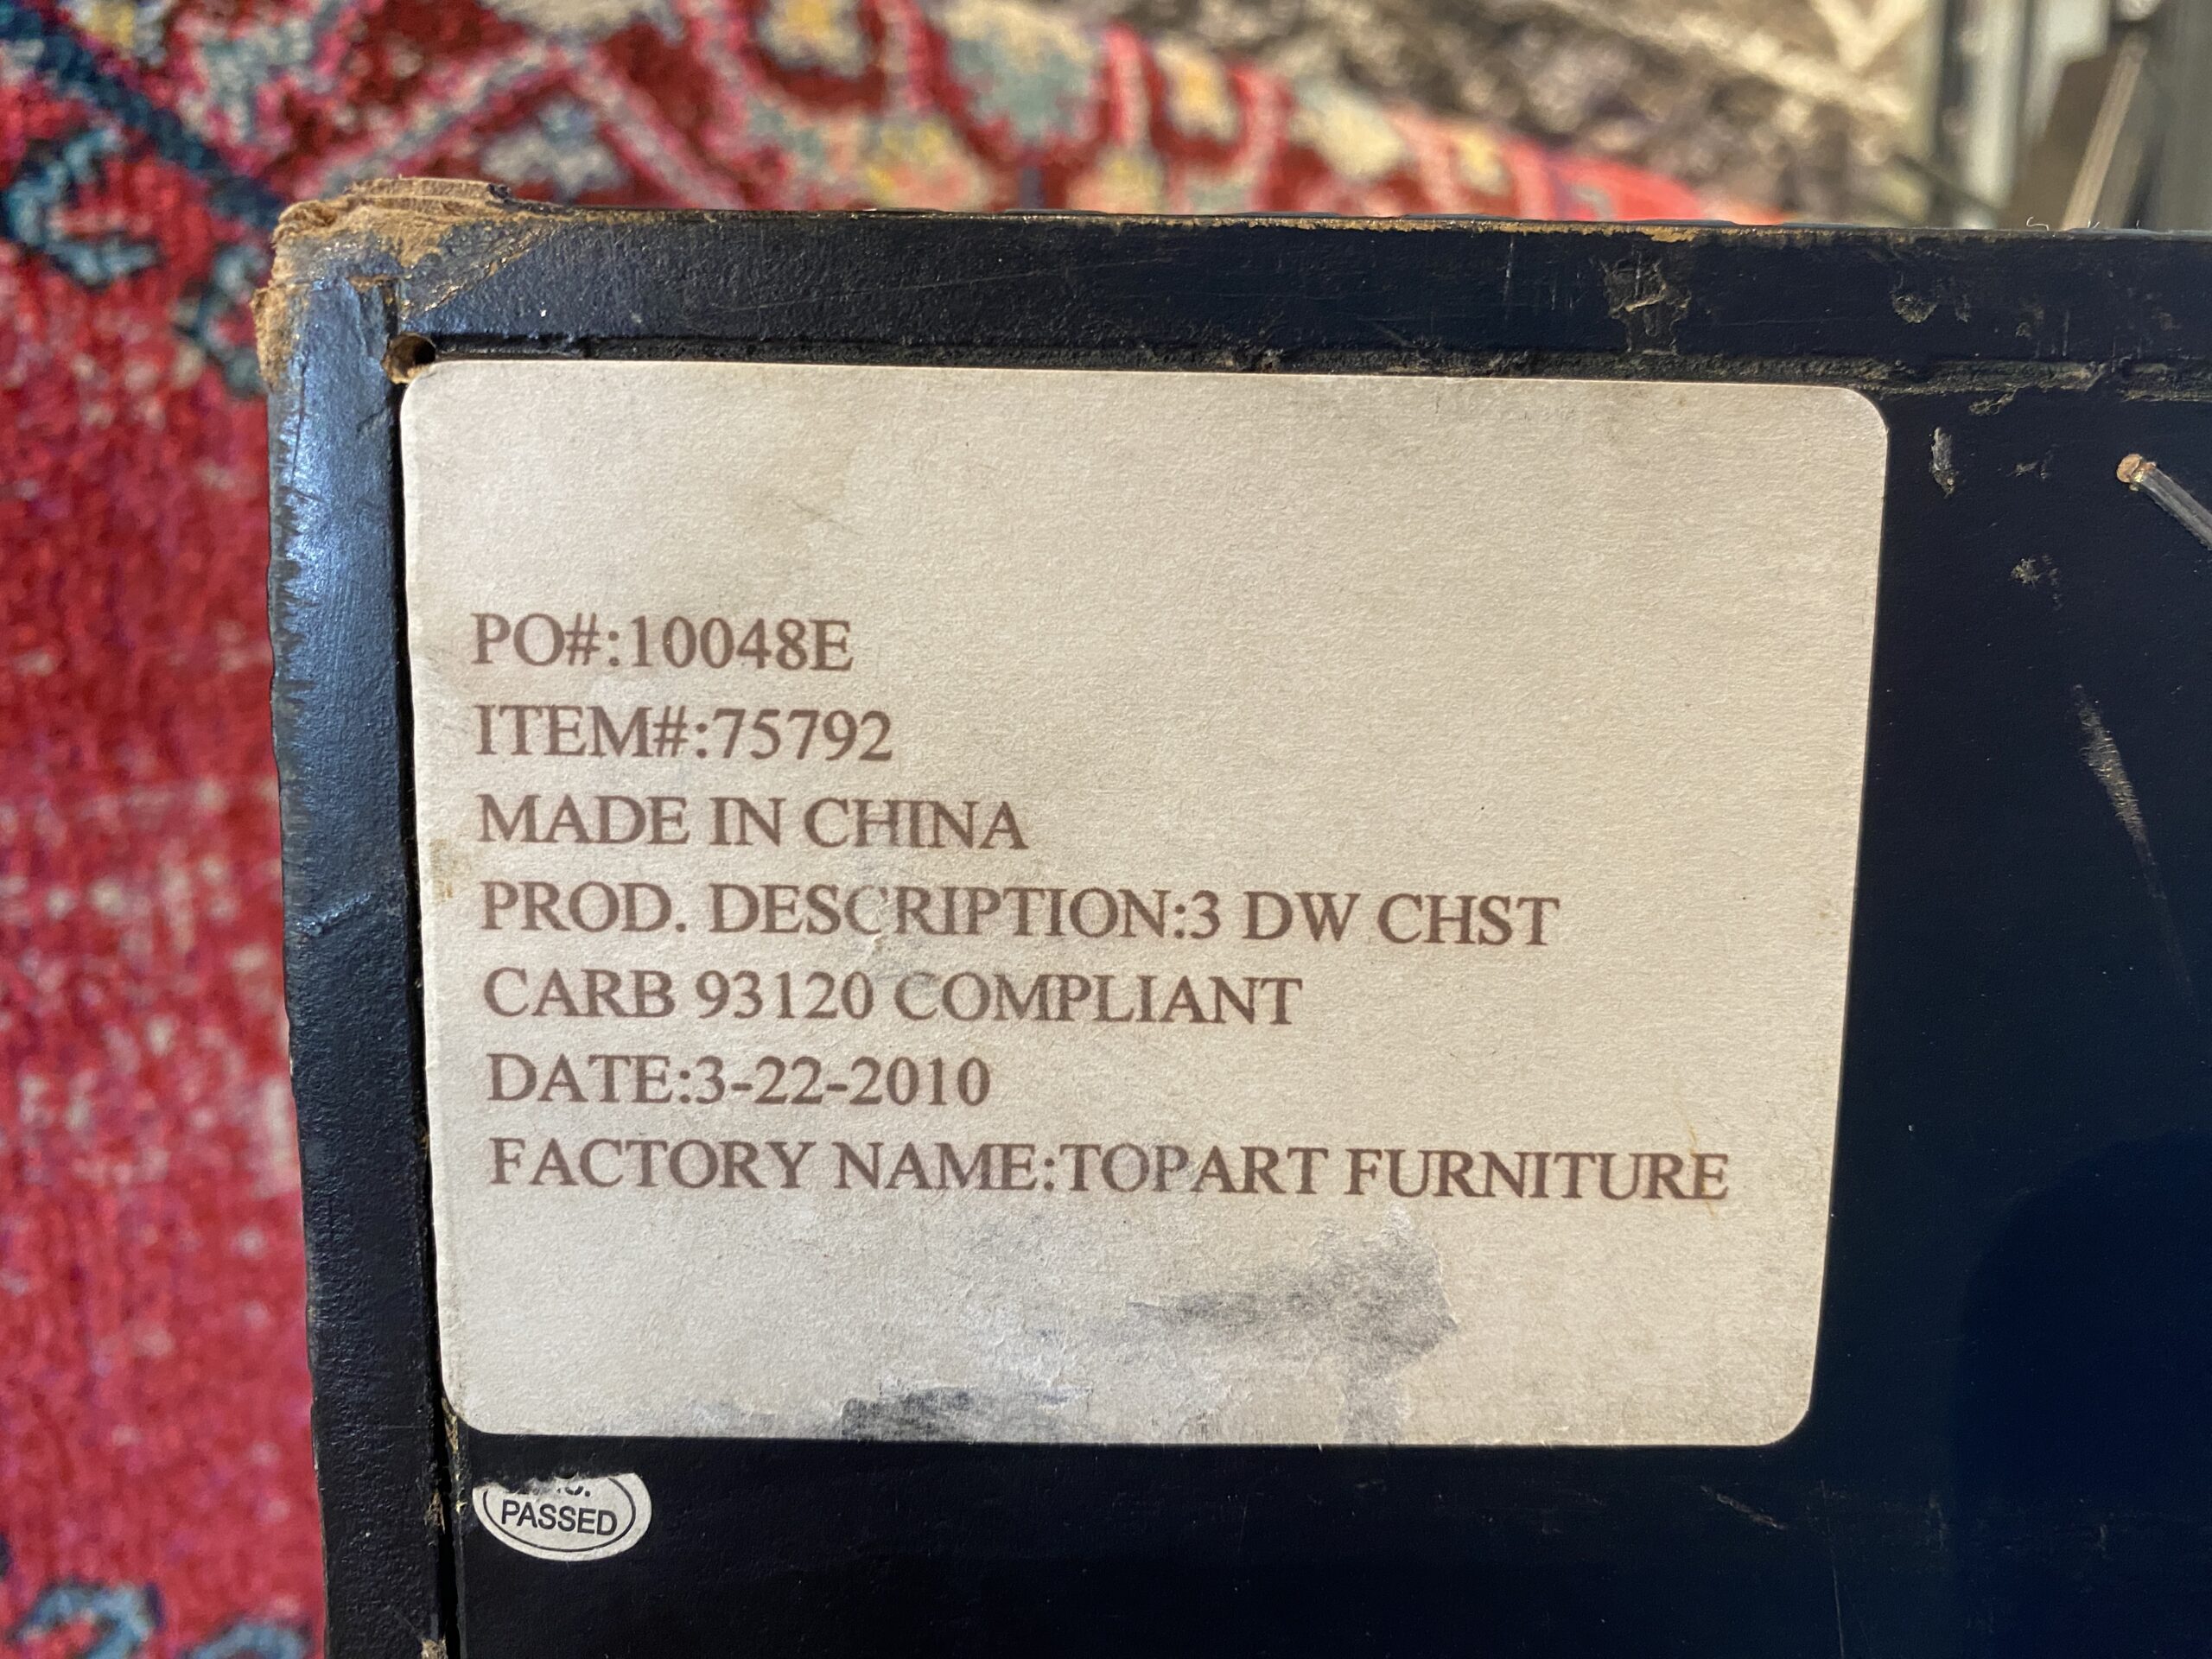 PO#:10048E
ITEM#:75792
MADE IN CHINA
PROD. DESCRIPTION:3 DW CHST
CARB 93120 COMPLIANT
DATE:3-22-2010
FACTORY NAME:TOPART FURNITURE
PASSED